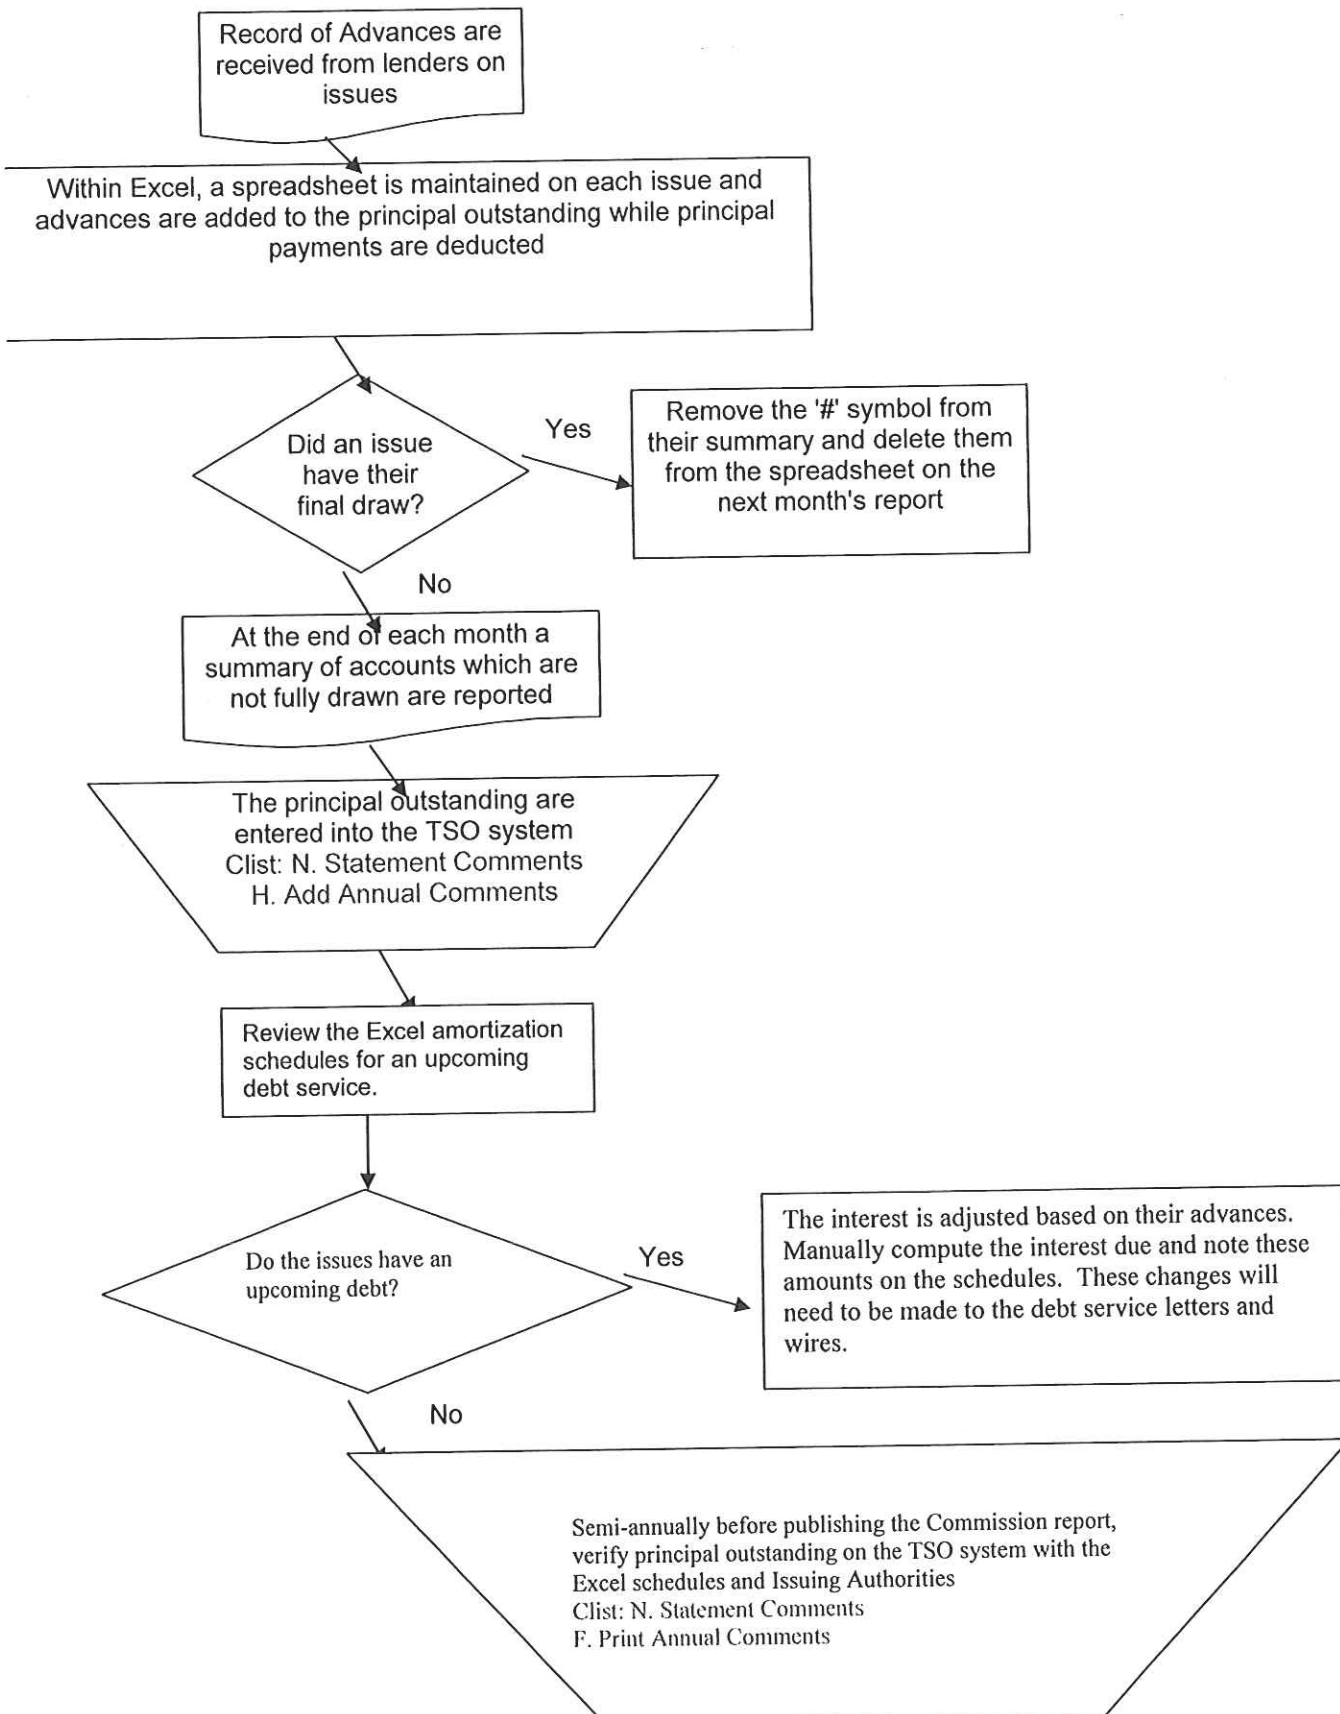 Record of Advances are
received from lenders on
issues
Within Excel, a spreadsheet is maintained on each issue and
advances are added to the principal outstanding while principal
payments are deducted
Did an issue
have their
final draw?
Yes
Remove the '#' symbol from
their summary and delete them
from the spreadsheet on the
next month's report
No
At the end of each month a
summary of accounts which are
not fully drawn are reported
The principal outstanding are
entered into the TSO system
Clist: N. Statement Comments
H. Add Annual Comments
Review the Excel amortization
schedules for an upcoming
debt service.
Do the issues have an
upcoming debt?
Yes
The interest is adjusted based on their advances.
Manually compute the interest due and note these
amounts on the schedules.  These changes will
need to be made to the debt service letters and
wires.
No
Semi-annually before publishing the Commission report,
verify principal outstanding on the TSO system with the
Excel schedules and Issuing Authorities
Clist: N. Statement Comments
F. Print Annual Comments